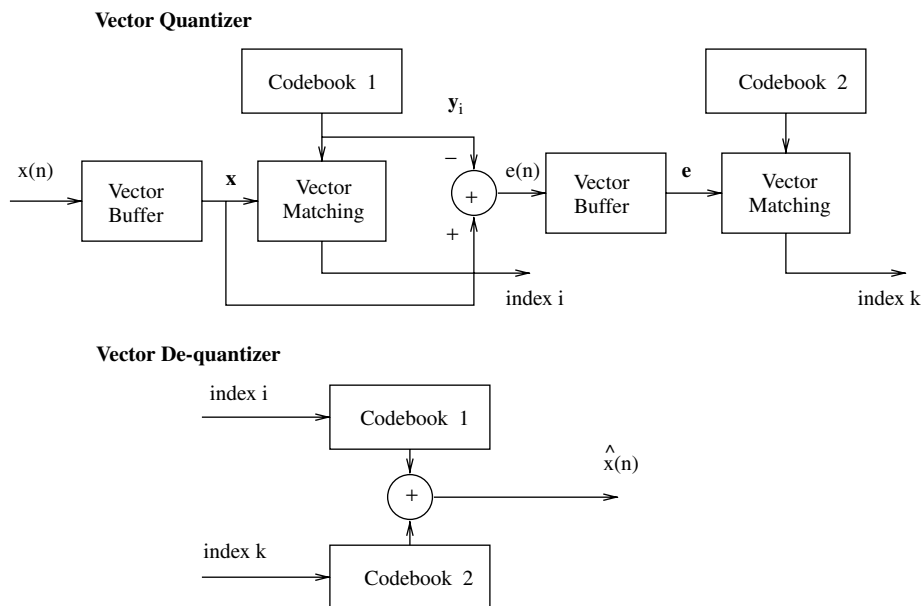 Vector Quantizer
Codebook 1
Codebook 2
y_i
x(n)
Vector
Buffer
x
Vector
Matching
−
+
+
e(n)
Vector
Buffer
e
Vector
Matching
index i
index k
Vector De-quantizer
index i
Codebook 1
+
x̂(n)
index k
Codebook 2